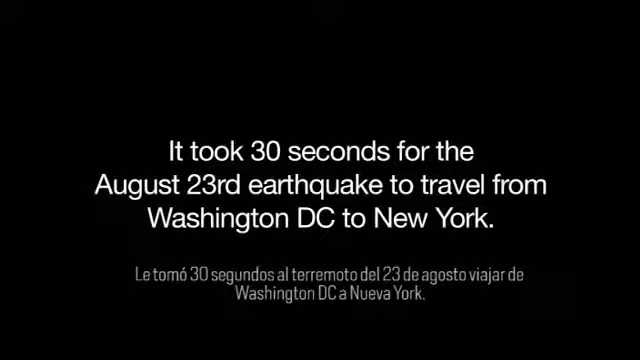 It took 30 seconds for the
August 23rd earthquake to travel from
Washington DC to New York.
Le tomó 30 segundos al terremoto del 23 de agosto viajar de
Washington DC a Nueva York.